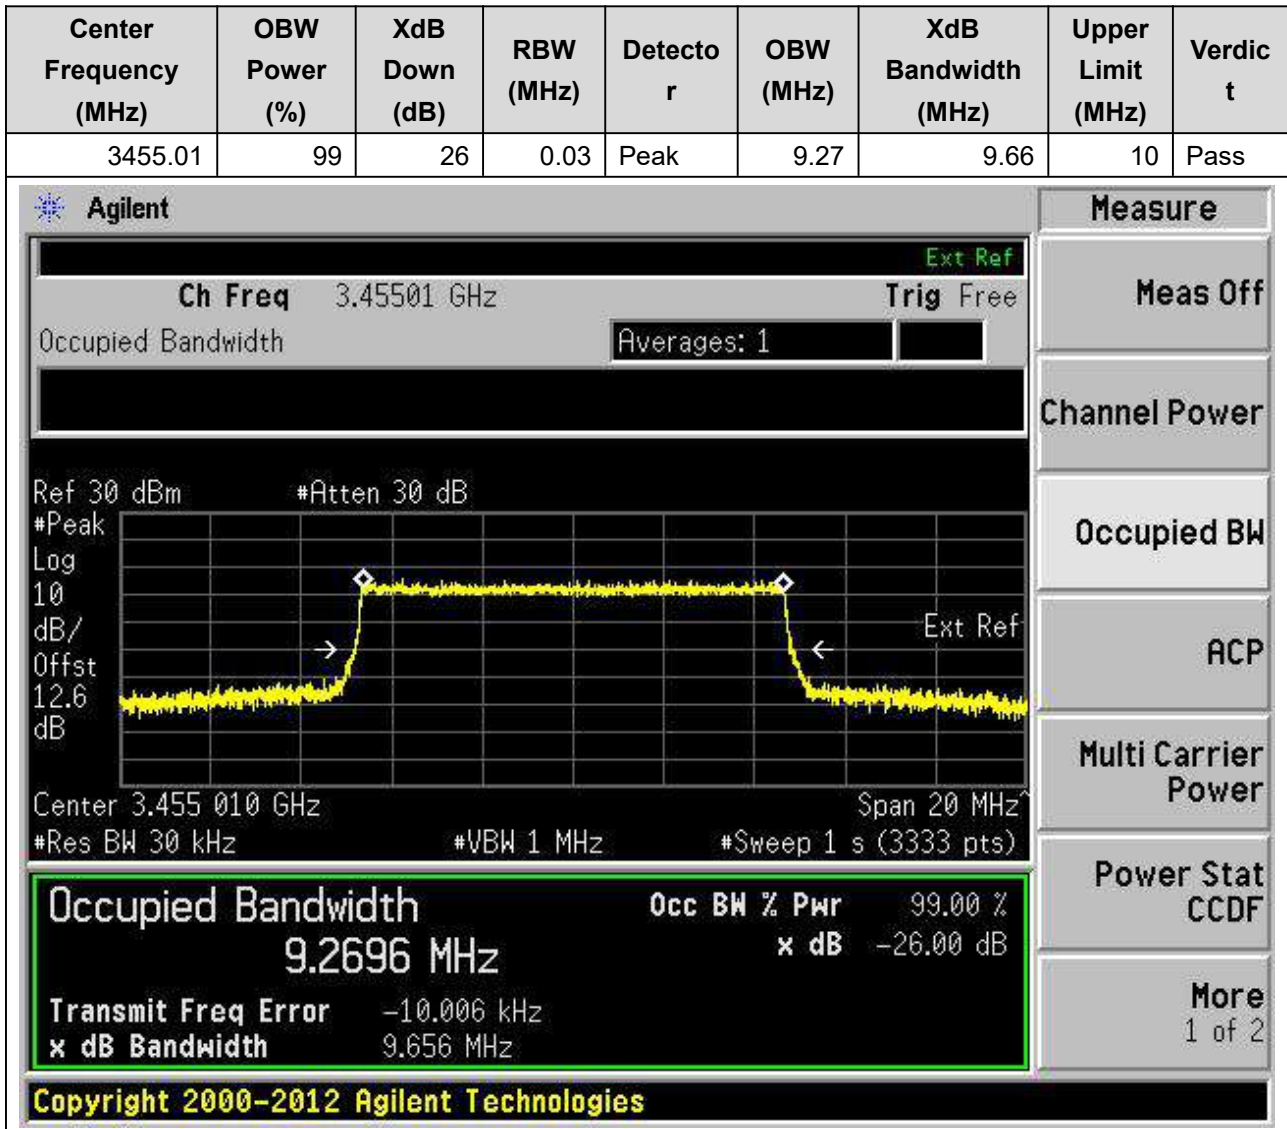 Center Frequency (MHz) OBW Power (%) XdB Down (dB) RBW (MHz) Detector OBW (MHz) XdB Bandwidth (MHz) Upper Limit (MHz) Verdict
3455.01 99 26 0.03 Peak 9.27 9.66 10 Pass
Agilent
Measure
Ext Ref
Ch Freq 3.45501 GHz Trig Free
Meas Off
Occupied Bandwidth Averages: 1
Channel Power
Ref 30 dBm #Atten 30 dB
#Peak
Log
10
dB/
Offst
12.6
dB
Ext Ref
Occupied BW
ACP
Multi Carrier
Power
Center 3.455 010 GHz Span 20 MHz^
#Res BW 30 kHz #VBW 1 MHz #Sweep 1 s (3333 pts)
Power Stat
CCDF
Occupied Bandwidth Occ BW % Pwr 99.00 %
9.2696 MHz x dB -26.00 dB
Transmit Freq Error -10.006 kHz
x dB Bandwidth 9.656 MHz
More
1 of 2
Copyright 2000-2012 Agilent Technologies